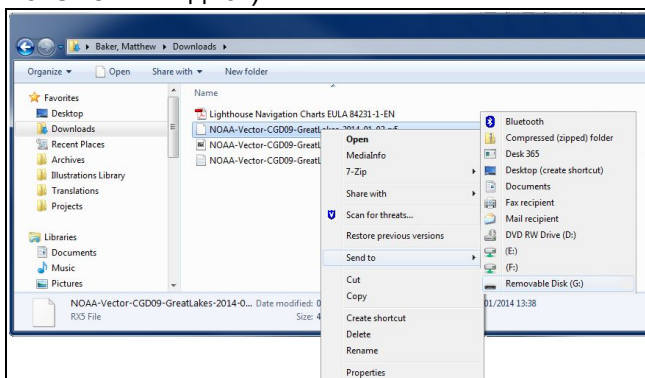 Baker, Matthew ▸ Downloads ▸
Organize Open Share with New folder
Favorites
Desktop
Downloads
Recent Places
Archives
Illustrations Library
Translations
Projects
Libraries
Documents
Music
Pictures
Name
Lighthouse Navigation Charts EULA 84231-1-EN
NOAA-Vector-CGD09-GreatLakes-2014-01-02
NOAA-Vector-CGD09-GreatL
NOAA-Vector-CGD09-GreatL
Open
MediaInfo
7-Zip
Share with
Scan for threats...
Restore previous versions
Send to
Cut
Copy
Create shortcut
Delete
Rename
Properties
Bluetooth
Compressed (zipped) folder
Desk 365
Desktop (create shortcut)
Documents
Fax recipient
Mail recipient
DVD RW Drive (D:)
(E:)
(F:)
Removable Disk (G:)
NOAA-Vector-CGD09-GreatLakes-2014-0... Date modified: 0 01/2014 13:38
RX5 File Size: 4